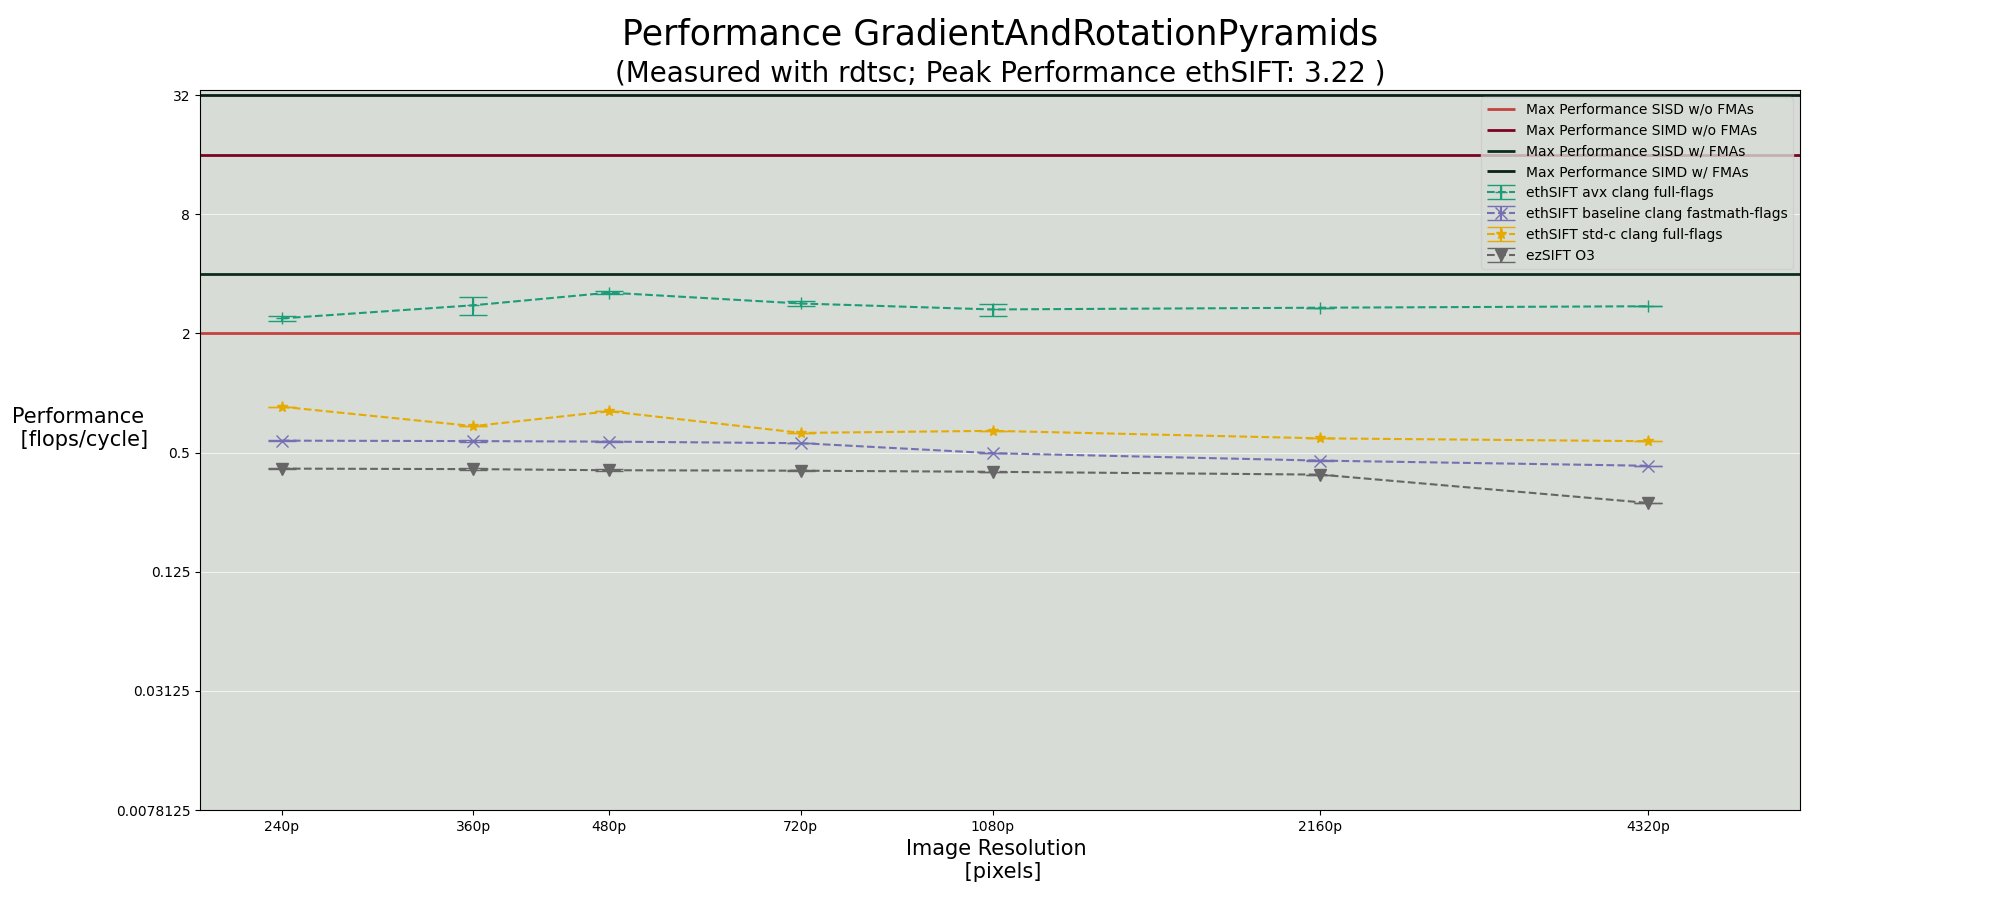 Performance GradientAndRotationPyramids
(Measured with rdtsc; Peak Performance ethSIFT: 3.22 )
32
8
2
0.5
0.125
0.03125
0.0078125
Performance
[flops/cycle]
Max Performance SISD w/o FMAs
Max Performance SIMD w/o FMAs
Max Performance SISD w/ FMAs
Max Performance SIMD w/ FMAs
ethSIFT avx clang full-flags
ethSIFT baseline clang fastmath-flags
ethSIFT std-c clang full-flags
ezSIFT O3
240p 360p 480p 720p 1080p 2160p 4320p
Image Resolution
[pixels]